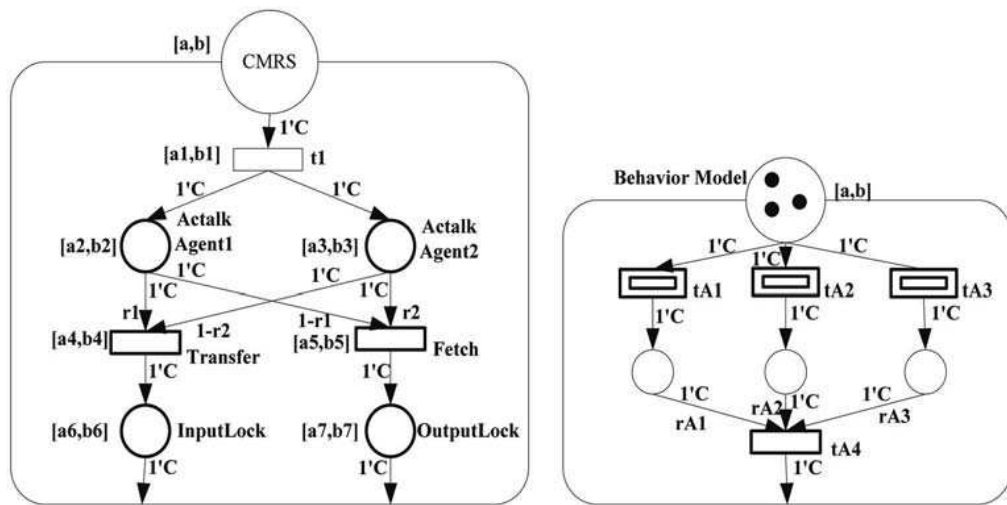 [a,b]
CMRS
1'C
[a1,b1]
t1
1'C
1'C
Actalk
Agent1
[a2,b2]
Actalk
Agent2
[a3,b3]
1'C
1'C
1'C
1'C
r1
1-r2
1-r1
r2
[a4,b4]
Transfer
[a5,b5]
Fetch
1'C
1'C
[a6,b6]
InputLock
[a7,b7]
OutputLock
1'C
1'C
Behavior Model
[a,b]
1'C
1'C
1'C
tA1
tA2
tA3
1'C
1'C
1'C
1'C
1'C
1'C
rA1
rA2
rA3
tA4
1'C